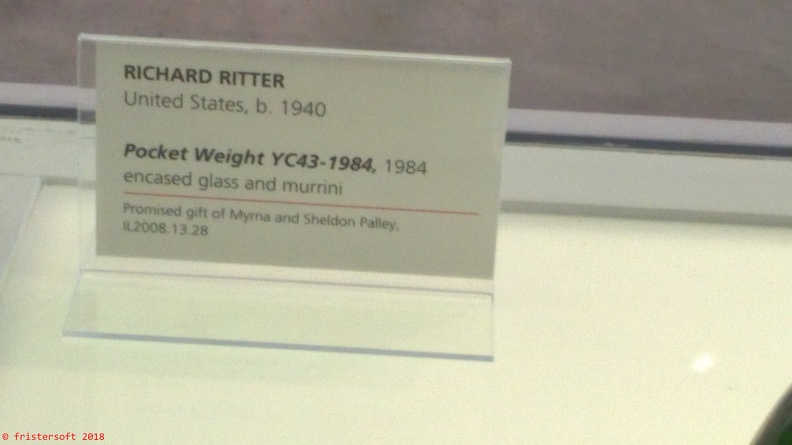 RICHARD RITTER
United States, b. 1940
Pocket Weight YC43-1984, 1984
encased glass and murrini
Promised gift of Myrna and Sheldon Palley,
IL2008.13.28
© fristersoft 2018